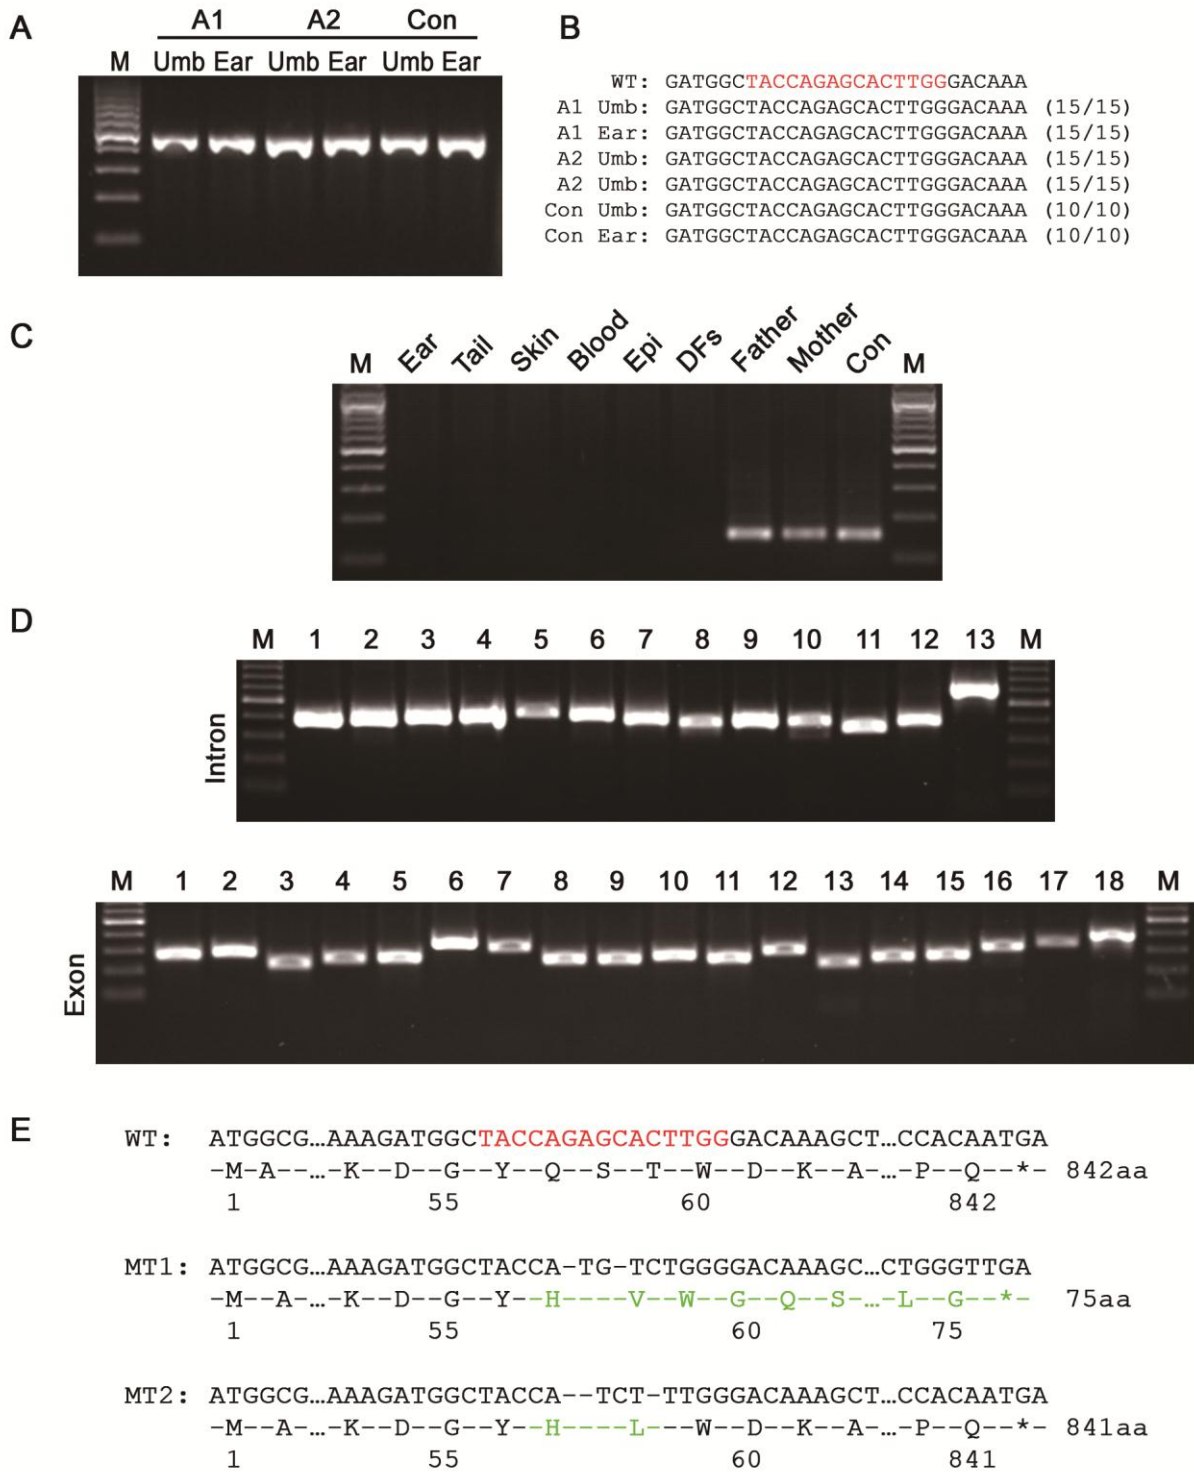 A
A1 A2 Con
M Umb Ear Umb Ear Umb Ear
B
WT: GATGGCTACCAGAGCACTTGGGACAAA
A1 Umb: GATGGCTACCAGAGCACTTGGGACAAA (15/15)
A1 Ear: GATGGCTACCAGAGCACTTGGGACAAA (15/15)
A2 Umb: GATGGCTACCAGAGCACTTGGGACAAA (15/15)
A2 Umb: GATGGCTACCAGAGCACTTGGGACAAA (15/15)
Con Umb: GATGGCTACCAGAGCACTTGGGACAAA (10/10)
Con Ear: GATGGCTACCAGAGCACTTGGGACAAA (10/10)
C
M Ear Tail Skin Blood Epi DFs Father Mother Con M
D
M 1 2 3 4 5 6 7 8 9 10 11 12 13 M
Intron
M 1 2 3 4 5 6 7 8 9 10 11 12 13 14 15 16 17 18 M
Exon
E
WT: ATGGCG…AAAGATGGCTACCAGAGCACTTGGGACAAAGCT…CCACAATGA
-M-A--…-K--D--G--Y--Q--S--T--W--D--K--A-…-P--Q--*- 842aa
1 55 60 842
MT1: ATGGCG…AAAGATGGCTACCA-TG-TCTGGGGACAAAGC…CTGGGTTGA
-M--A-…-K--D--G--Y--H----V--W--G--Q--S-…-L--G--*- 75aa
1 55 60 75
MT2: ATGGCG…AAAGATGGCTACCA--TCT-TTGGGACAAAGCT…CCACAATGA
-M--A-…-K--D--G--Y--H----L---W--D--K--A-…-P--Q--*- 841aa
1 55 60 841